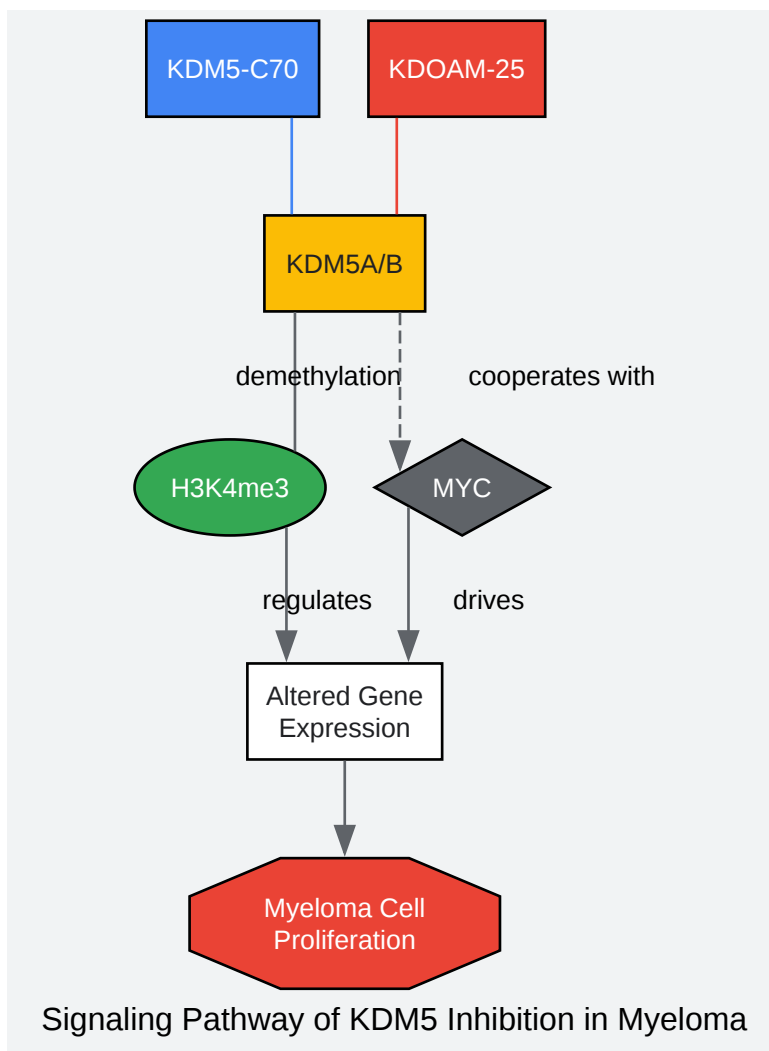 KDM5-C70
KDOAM-25
KDM5A/B
demethylation
cooperates with
H3K4me3
MYC
regulates
drives
Altered Gene
Expression
Myeloma Cell
Proliferation
Signaling Pathway of KDM5 Inhibition in Myeloma